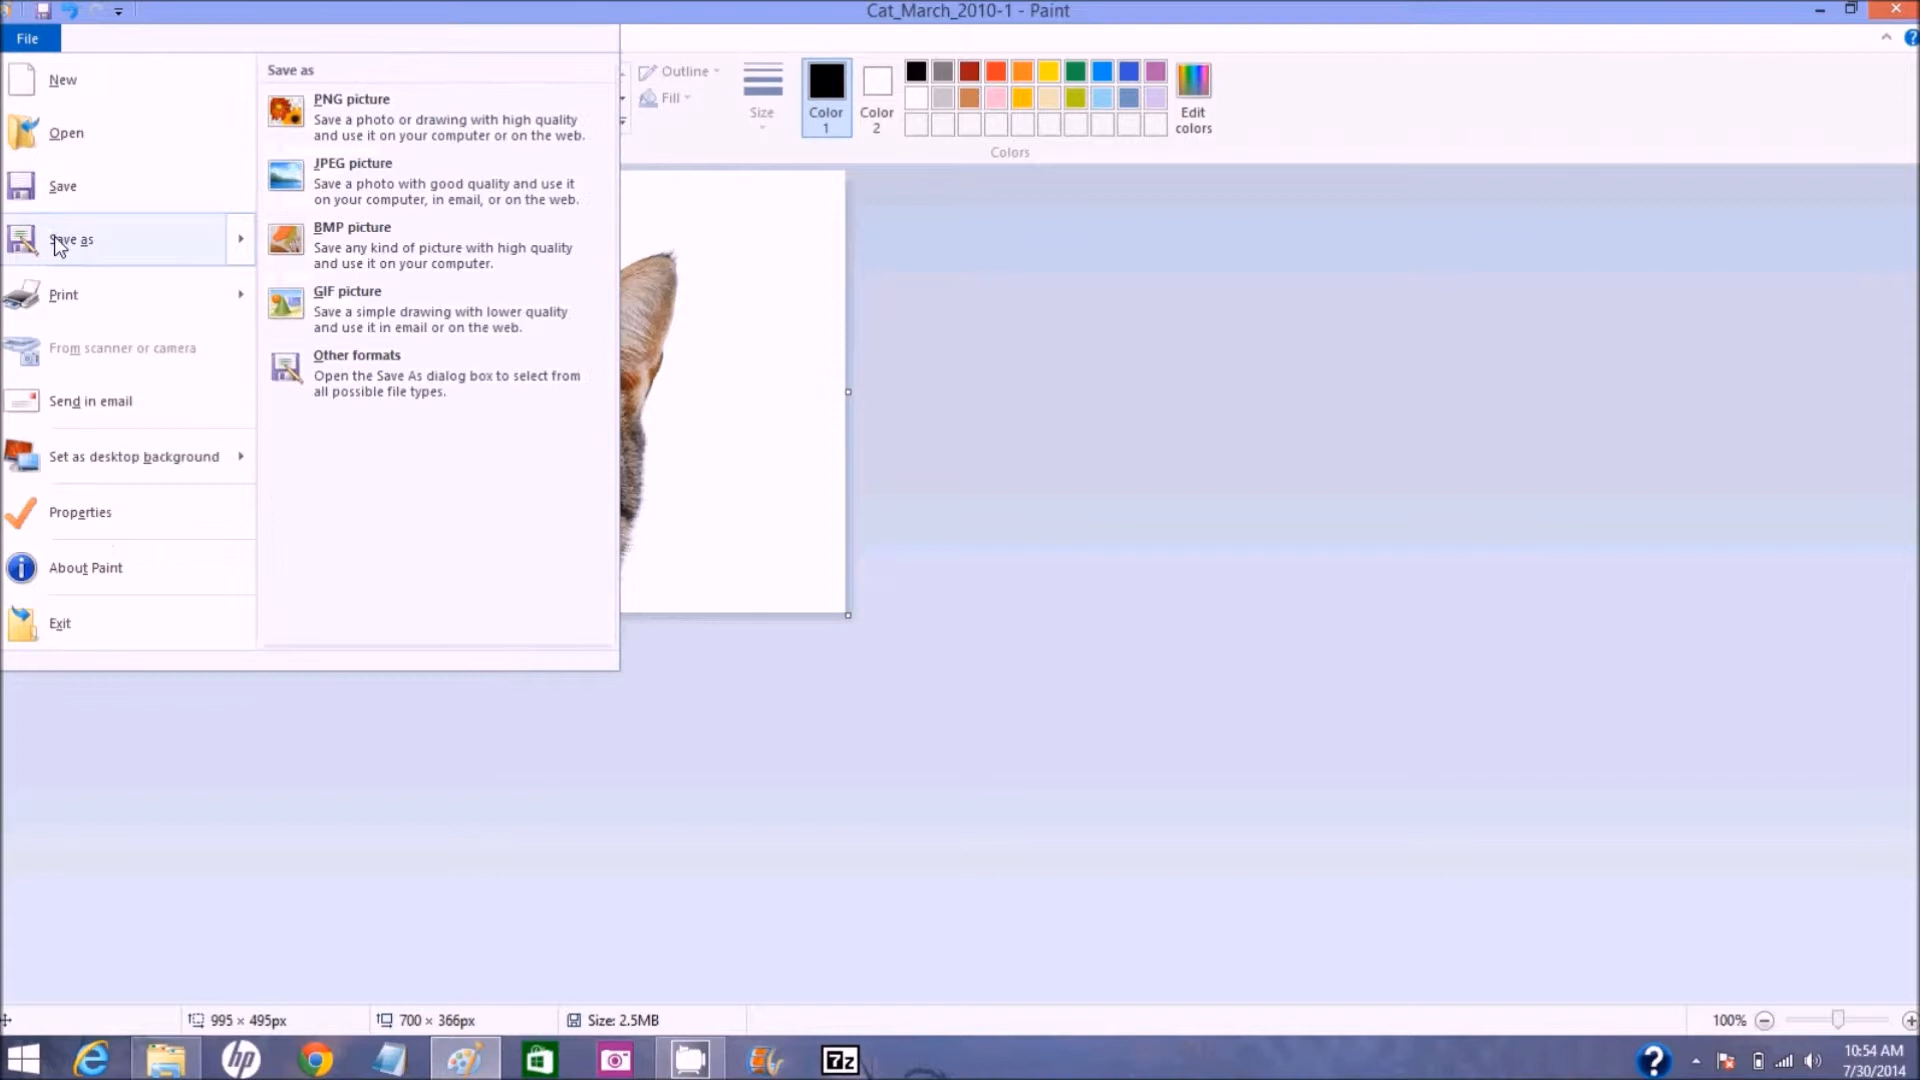 Cat_March_2010-1 - Paint
File
New
Open
Save
Save as
Print
From scanner or camera
Send in email
Set as desktop background
Properties
About Paint
Exit
Save as
PNG picture
Save a photo or drawing with high quality
and use it on your computer or on the web.
JPEG picture
Save a photo with good quality and use it
on your computer, in email, or on the web.
BMP picture
Save any kind of picture with high quality
and use it on your computer.
GIF picture
Save a simple drawing with lower quality
and use it in email or on the web.
Other formats
Open the Save As dialog box to select from
all possible file types.
Outline
Fill
Size
Color
1
Color
2
Edit
colors
Colors
995 × 495px
700 × 366px
Size: 2.5MB
100%
hp
7z
10:54 AM
7/30/2014